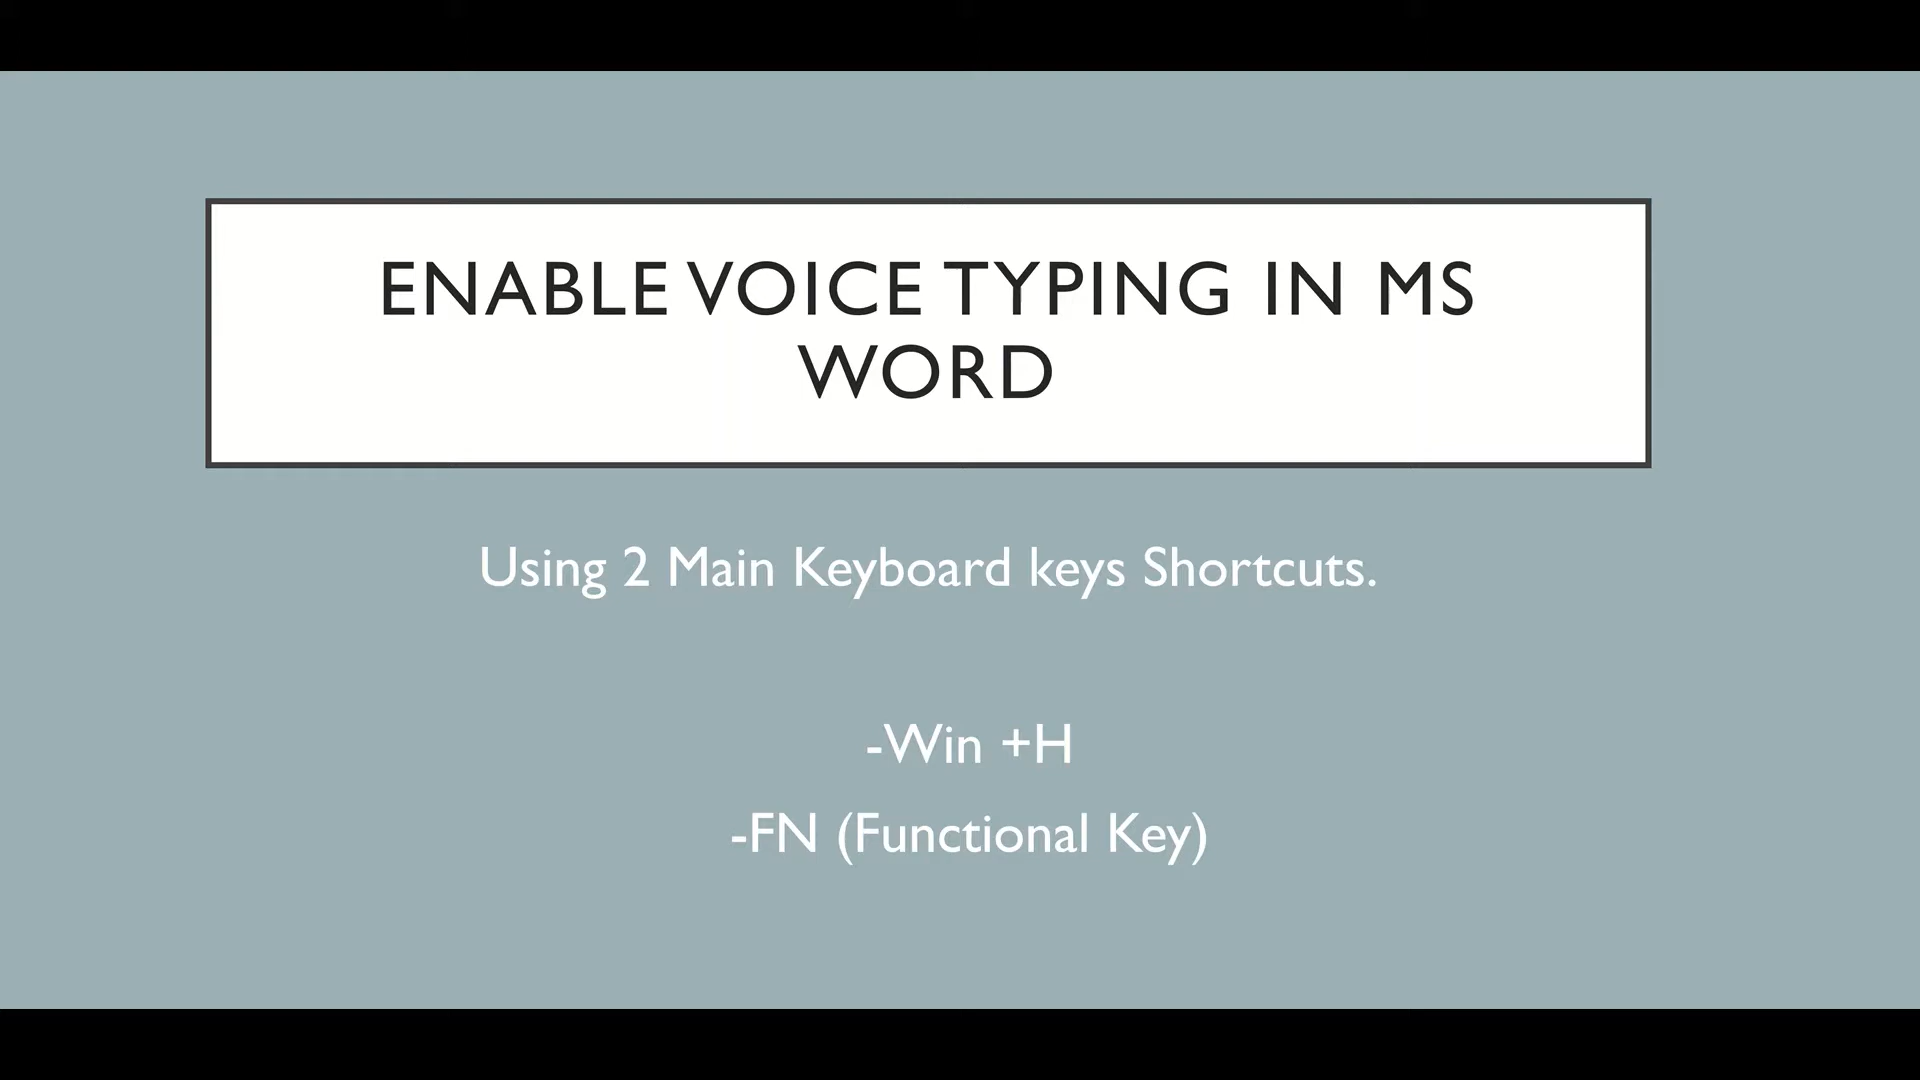 ENABLE VOICE TYPING IN MS
WORD
Using 2 Main Keyboard keys Shortcuts.
-Win +H
-FN (Functional Key)